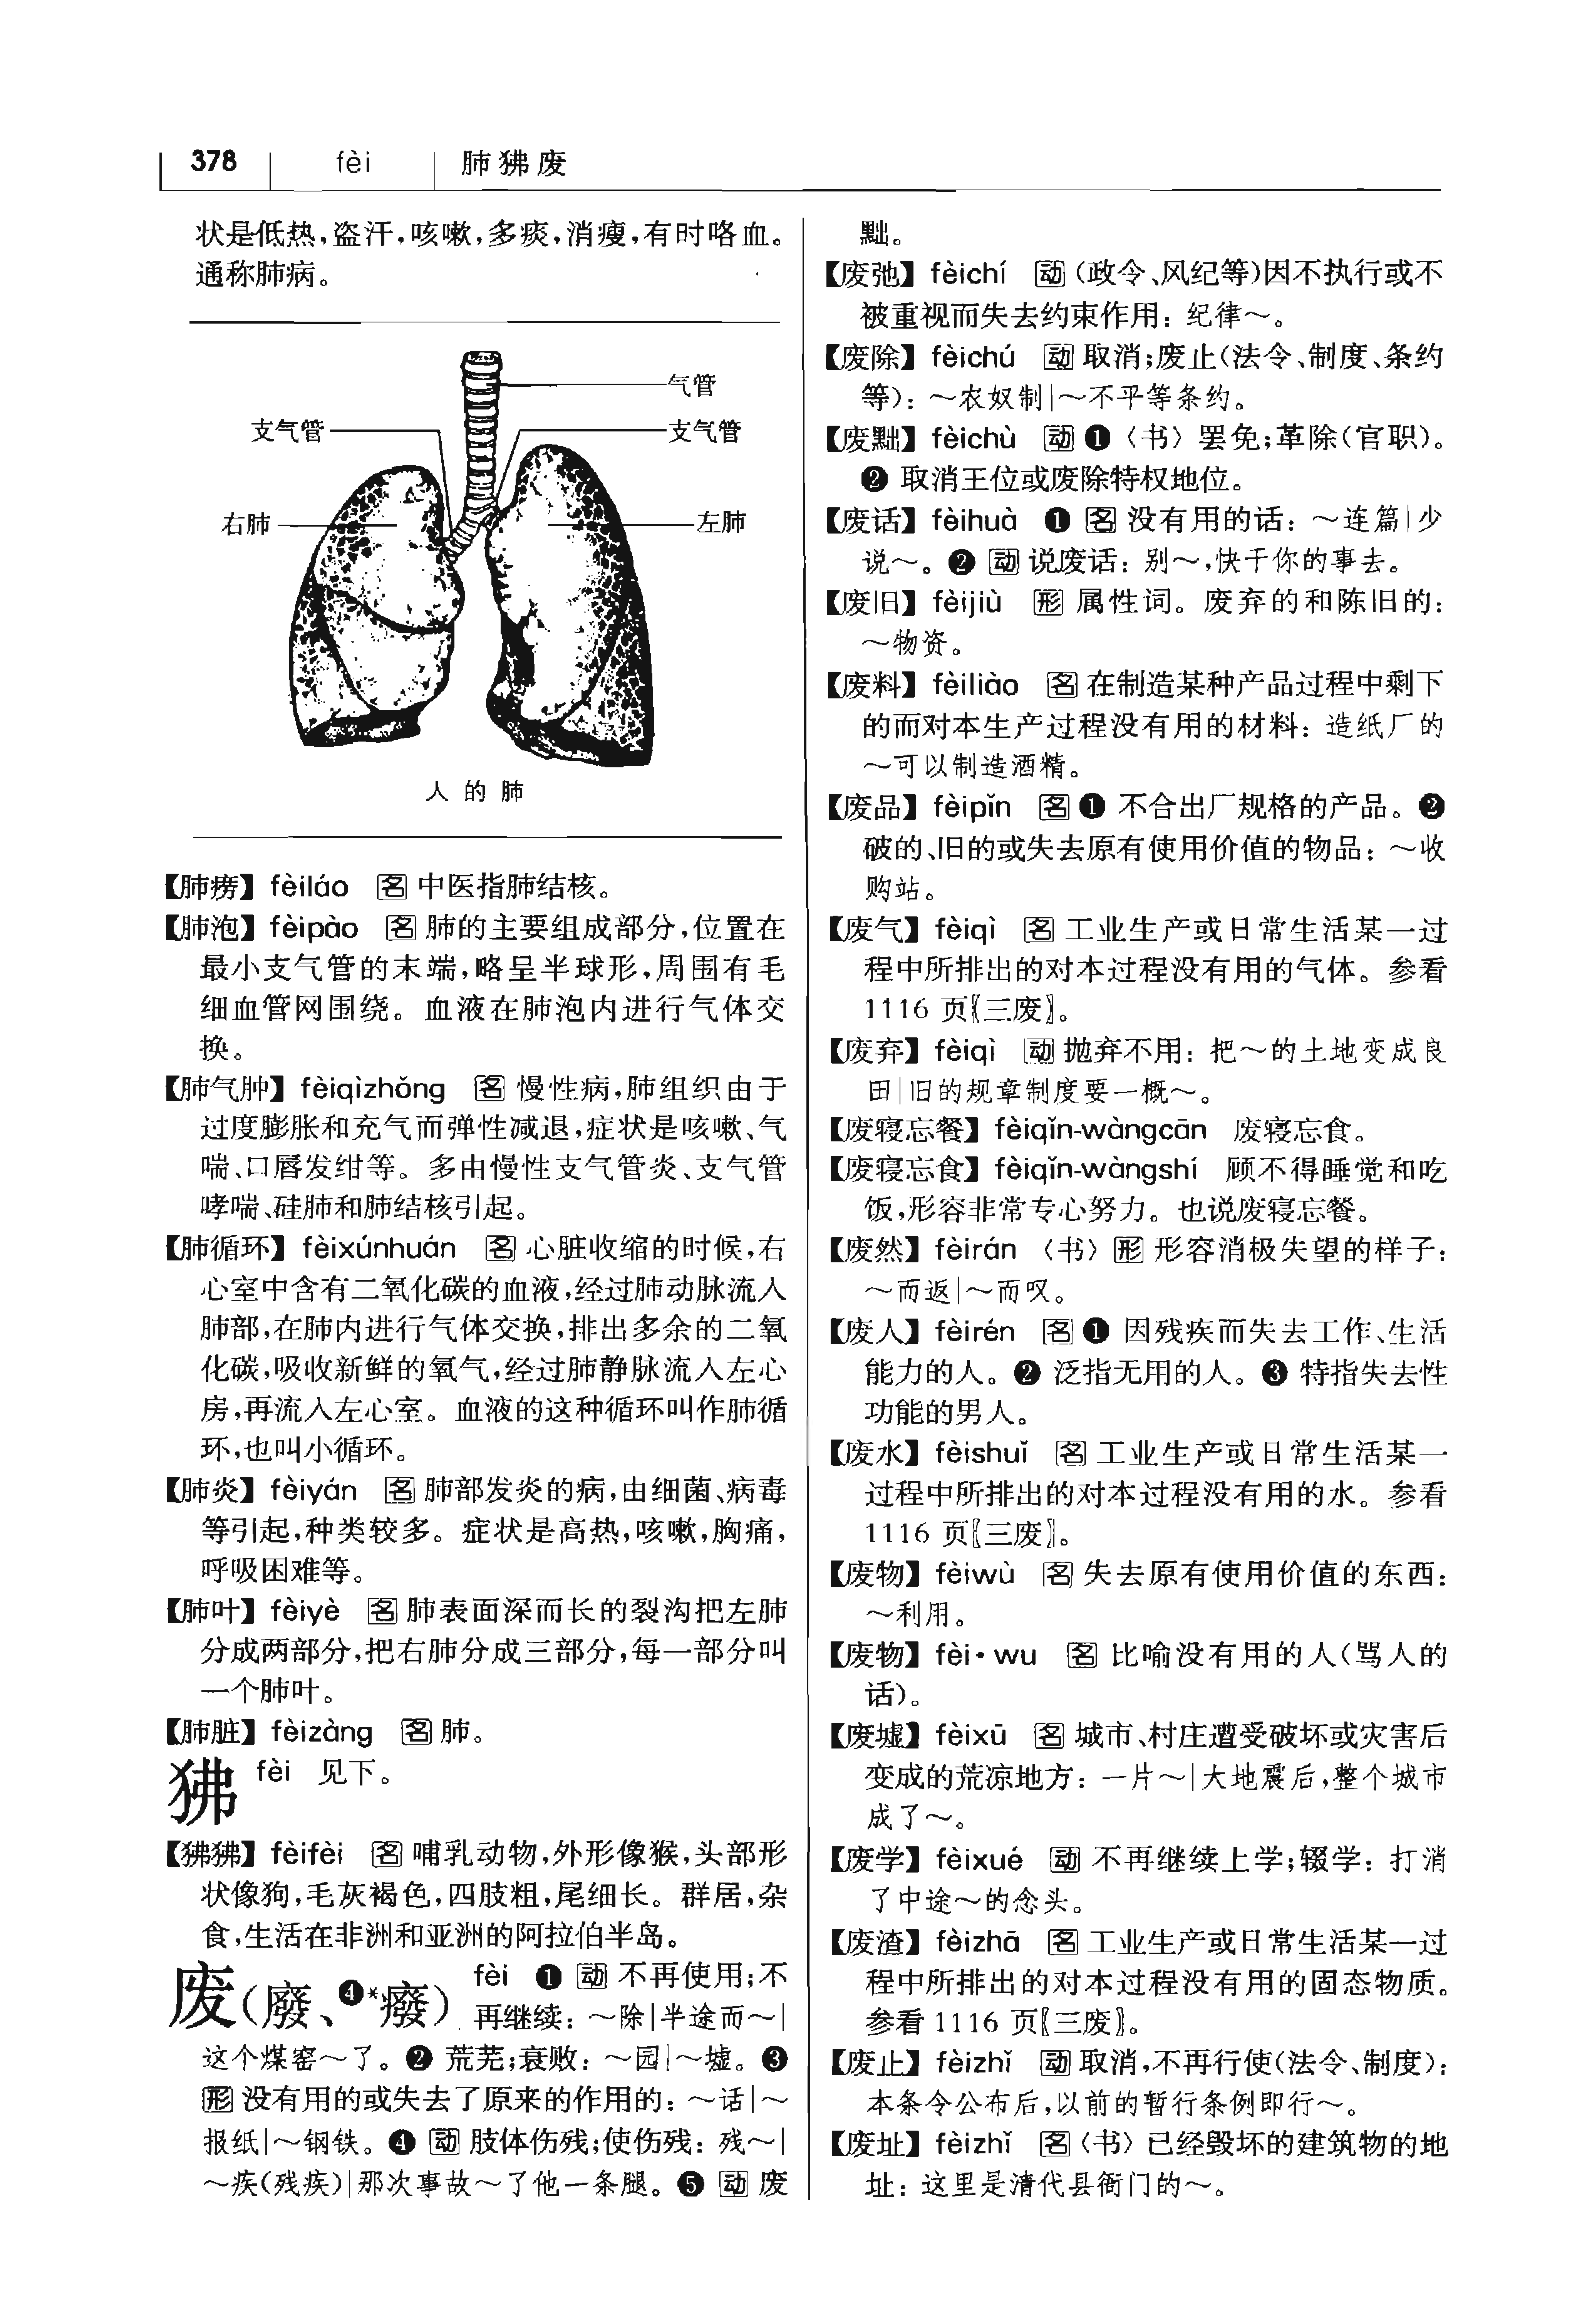 378 fèi 肺狒废
状是低热,盗汗,咳嗽,多痰,消瘦,有时咯血。
通称肺病。
气管
支气管
支气管
右肺
左肺
人的肺
【肺痨】fèiláo 名 中医指肺结核。
【肺泡】fèipào 名 肺的主要组成部分,位置在
最小支气管的末端,略呈半球形,周围有毛
细血管网围绕。血液在肺泡内进行气体交
换。
【肺气肿】fèiqìzhǒng 名 慢性病,肺组织由于
过度膨胀和充气而弹性减退,症状是咳嗽、气
喘、口唇发绀等。多由慢性支气管炎、支气管
哮喘、硅肺和肺结核引起。
【肺循环】fèixúnhuán 名 心脏收缩的时候,右
心室中含有二氧化碳的血液,经过肺动脉流入
肺部,在肺内进行气体交换,排出多余的二氧
化碳,吸收新鲜的氧气,经过肺静脉流入左心
房,再流入左心室。血液的这种循环叫作肺循
环,也叫小循环。
【肺炎】fèiyán 名 肺部发炎的病,由细菌、病毒
等引起,种类较多。症状是高热,咳嗽,胸痛,
呼吸困难等。
【肺叶】fèiyè 名 肺表面深而长的裂沟把左肺
分成两部分,把右肺分成三部分,每一部分叫
一个肺叶。
【肺脏】fèizàng 名 肺。
狒 fèi 见下。
【狒狒】fèifèi 名 哺乳动物,外形像猴,头部形
状像狗,毛灰褐色,四肢粗,尾细长。群居,杂
食,生活在非洲和亚洲的阿拉伯半岛。
废(廢、❹*癈) fèi ❶ 动 不再使用;不
再继续:~除|半途而~|
这个煤窑~了。❷ 荒芜;衰败:~园|~墟。❸
形 没有用的或失去了原来的作用的:~话|~
报纸|~钢铁。❹ 动 肢体伤残;使伤残:残~|
~疾(残疾)|那次事故~了他一条腿。❺ 动 废
黜。
【废弛】fèichí 动 (政令、风纪等)因不执行或不
被重视而失去约束作用:纪律~。
【废除】fèichú 动 取消;废止(法令、制度、条约
等):~农奴制|~不平等条约。
【废黜】fèichù 动 ❶〈书〉罢免;革除(官职)。
❷ 取消王位或废除特权地位。
【废话】fèihuà ❶ 名 没有用的话:~连篇|少
说~。❷ 动 说废话:别~,快干你的事去。
【废旧】fèijiù 形 属性词。废弃的和陈旧的:
~物资。
【废料】fèiliào 名 在制造某种产品过程中剩下
的而对本生产过程没有用的材料:造纸厂的
~可以制造酒精。
【废品】fèipǐn 名 ❶ 不合出厂规格的产品。❷
破的、旧的或失去原有使用价值的物品:~收
购站。
【废气】fèiqì 名 工业生产或日常生活某一过
程中所排出的对本过程没有用的气体。参看
1116 页〖三废〗。
【废弃】fèiqì 动 抛弃不用:把~的土地变成良
田|旧的规章制度要一概~。
【废寝忘餐】fèiqǐn-wàngcān 废寝忘食。
【废寝忘食】fèiqǐn-wàngshí 顾不得睡觉和吃
饭,形容非常专心努力。也说废寝忘餐。
【废然】fèirán〈书〉形 形容消极失望的样子:
~而返|~而叹。
【废人】fèirén 名 ❶ 因残疾而失去工作、生活
能力的人。❷ 泛指无用的人。❸ 特指失去性
功能的男人。
【废水】fèishuǐ 名 工业生产或日常生活某一
过程中所排出的对本过程没有用的水。参看
1116 页〖三废〗。
【废物】fèiwù 名 失去原有使用价值的东西:
~利用。
【废物】fèi·wu 名 比喻没有用的人(骂人的
话)。
【废墟】fèixū 名 城市、村庄遭受破坏或灾害后
变成的荒凉地方:一片~|大地震后,整个城市
成了~。
【废学】fèixué 动 不再继续上学;辍学:打消
了中途~的念头。
【废渣】fèizhā 名 工业生产或日常生活某一过
程中所排出的对本过程没有用的固态物质。
参看 1116 页〖三废〗。
【废止】fèizhǐ 动 取消,不再行使(法令、制度):
本条令公布后,以前的暂行条例即行~。
【废址】fèizhǐ 名〈书〉已经毁坏的建筑物的地
址:这里是清代县衙门的~。